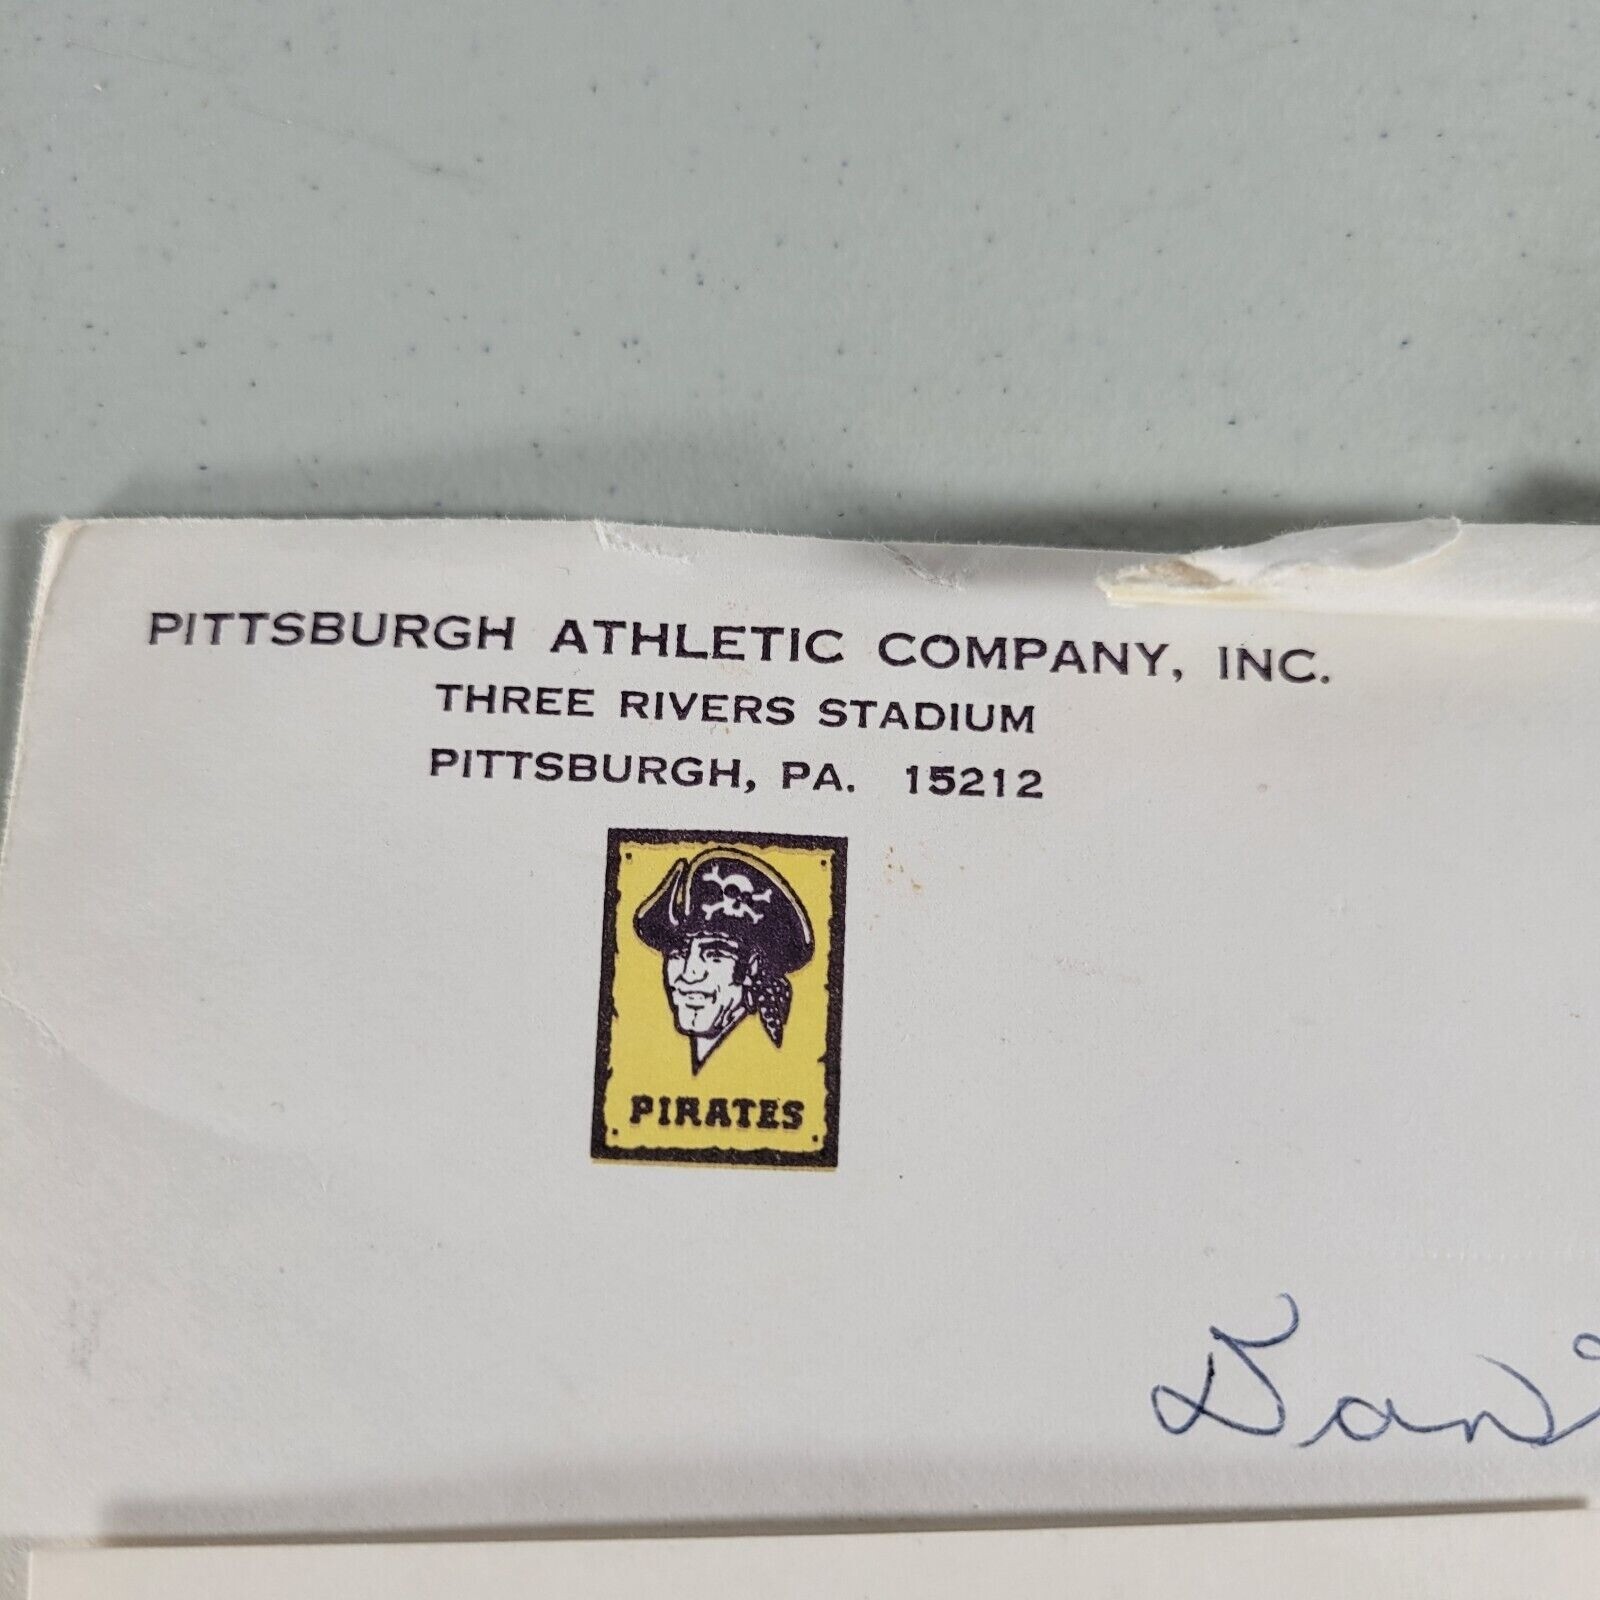 PITTSBURGH ATHLETIC COMPANY, INC.
THREE RIVERS STADIUM
PITTSBURGH, PA. 15212
PIRATES